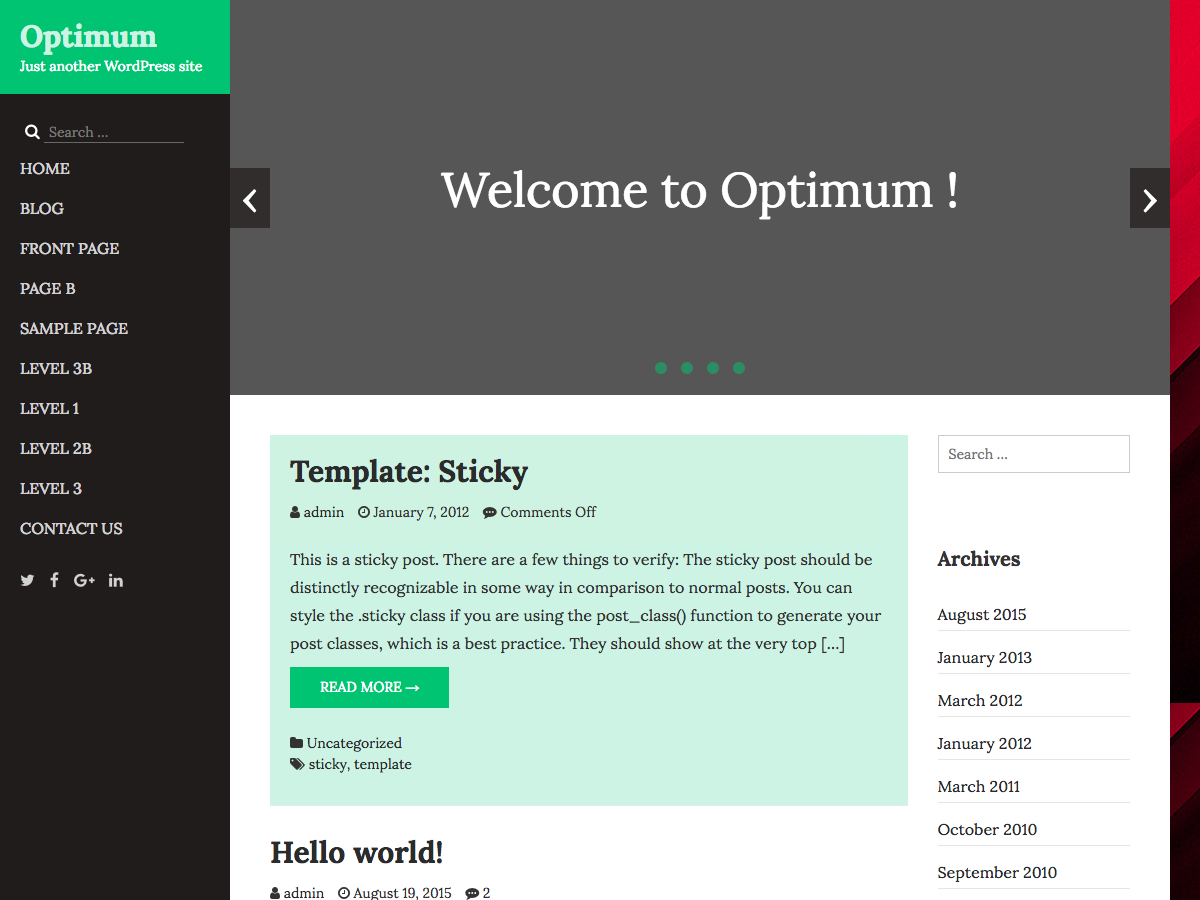 Optimum
Just another WordPress site
Search ...
HOME
BLOG
FRONT PAGE
PAGE B
SAMPLE PAGE
LEVEL 3B
LEVEL 1
LEVEL 2B
LEVEL 3
CONTACT US
Welcome to Optimum !
Template: Sticky
admin January 7, 2012 Comments Off
This is a sticky post. There are a few things to verify: The sticky post should be
distinctly recognizable in some way in comparison to normal posts. You can
style the .sticky class if you are using the post_class() function to generate your
post classes, which is a best practice. They should show at the very top [...]
READ MORE →
Uncategorized
sticky, template
Hello world!
admin August 19, 2015 2
Search ...
Archives
August 2015
January 2013
March 2012
January 2012
March 2011
October 2010
September 2010